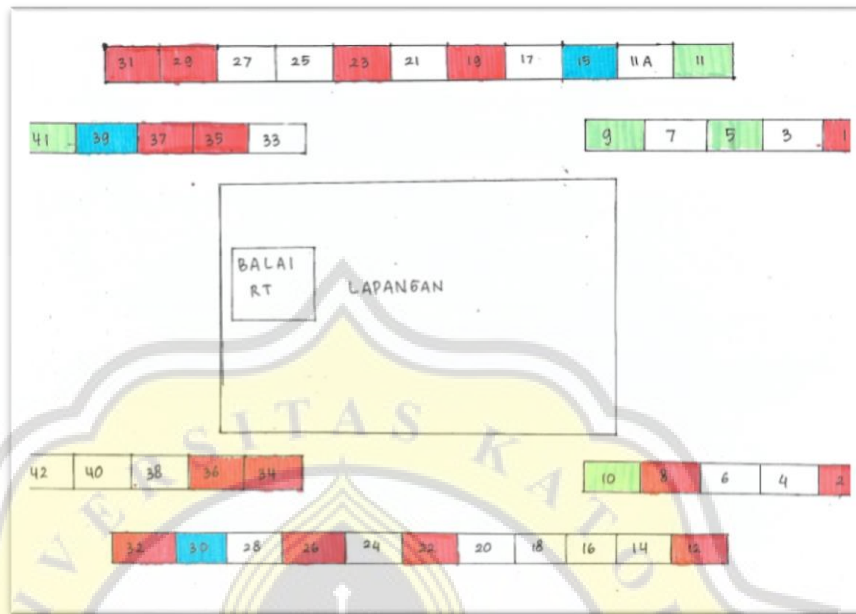 31 29 27 25 23 21 19 17 15 11A 11
41 39 37 35 33
9 7 5 3 1
BALAI
RT
LAPANGAN
42 40 38 36 34
10 8 6 4 2
32 30 28 26 24 22 20 18 16 14 12
VERSITAS KATO